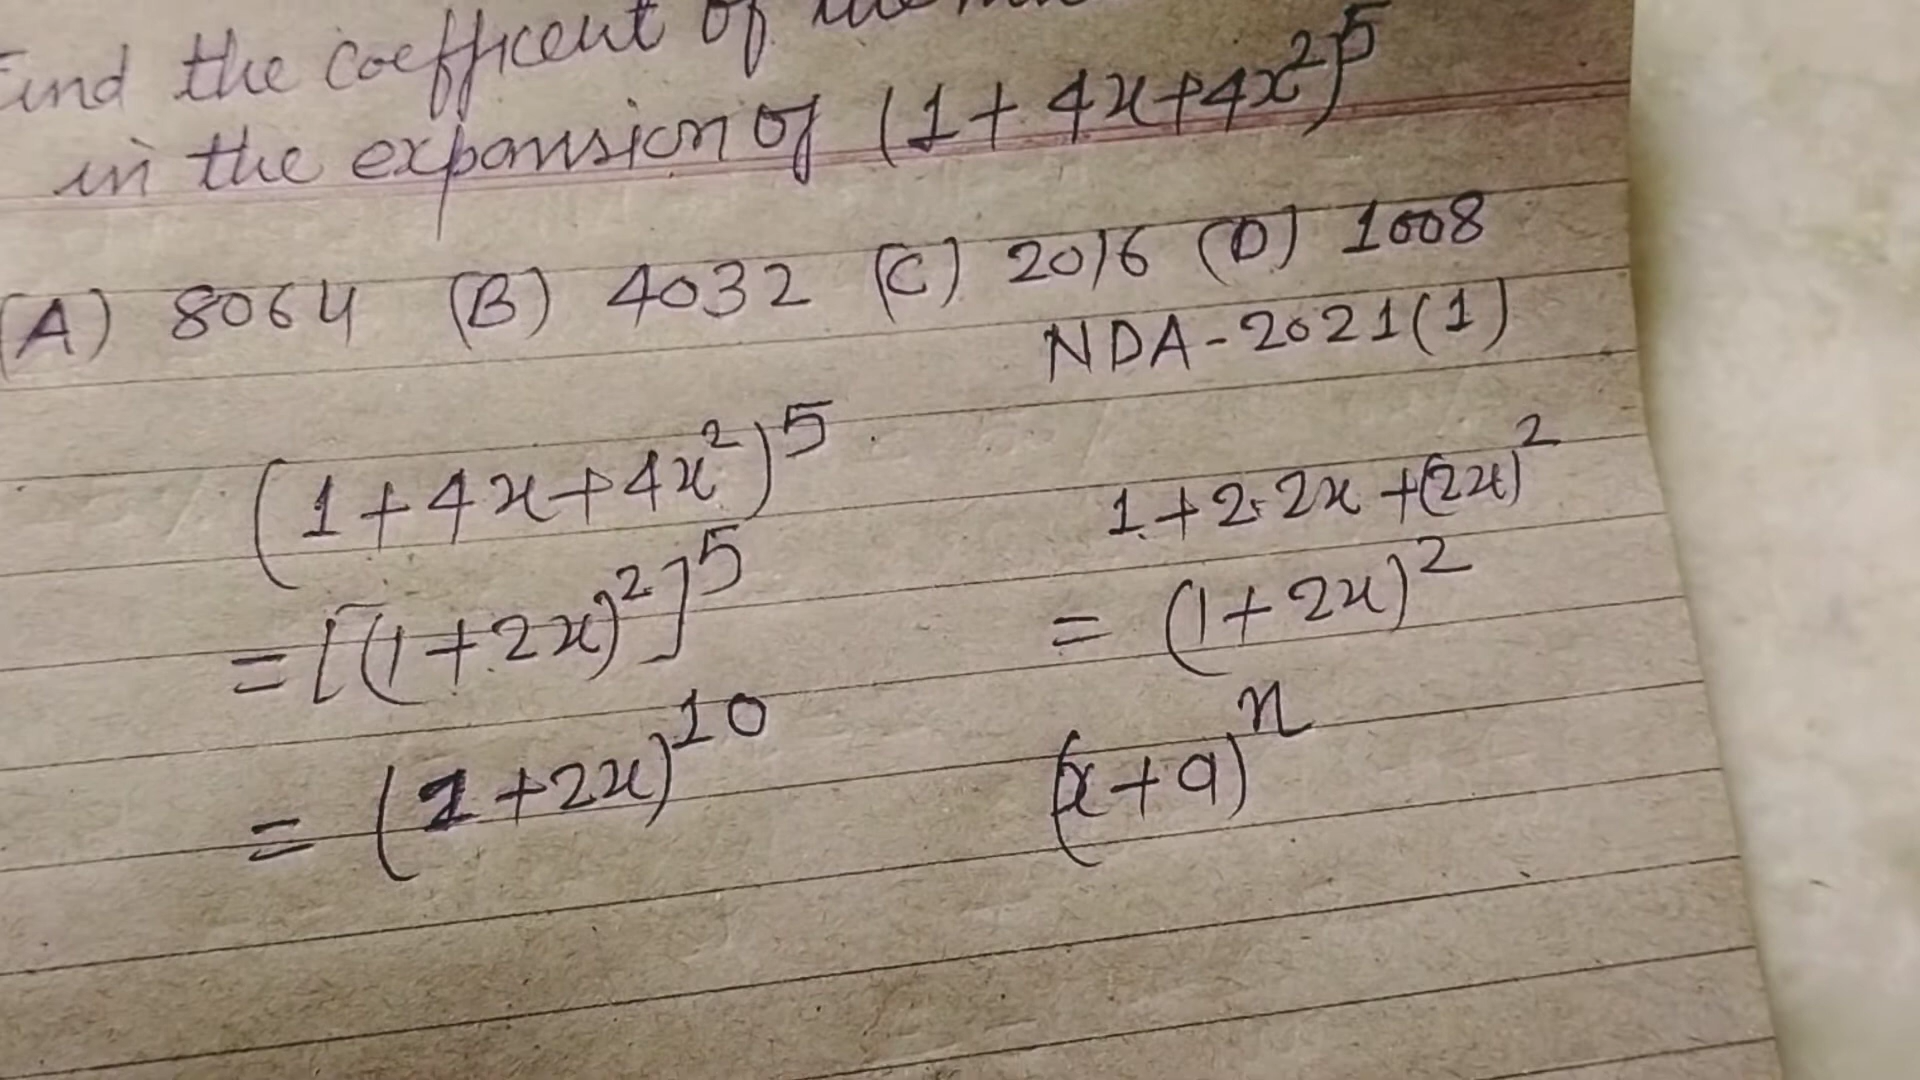 Find the coefficent of
in the expansion of (1+4x+4x²)⁵
(A) 8064 (B) 4032 (C) 2016 (D) 1008
NDA-2021(1)
(1+4x+4x²)⁵
1+2.2x+(2x)²
=[(1+2x)²]⁵
= (1+2x)²
= (1+2x)¹⁰
(x+a)ⁿ